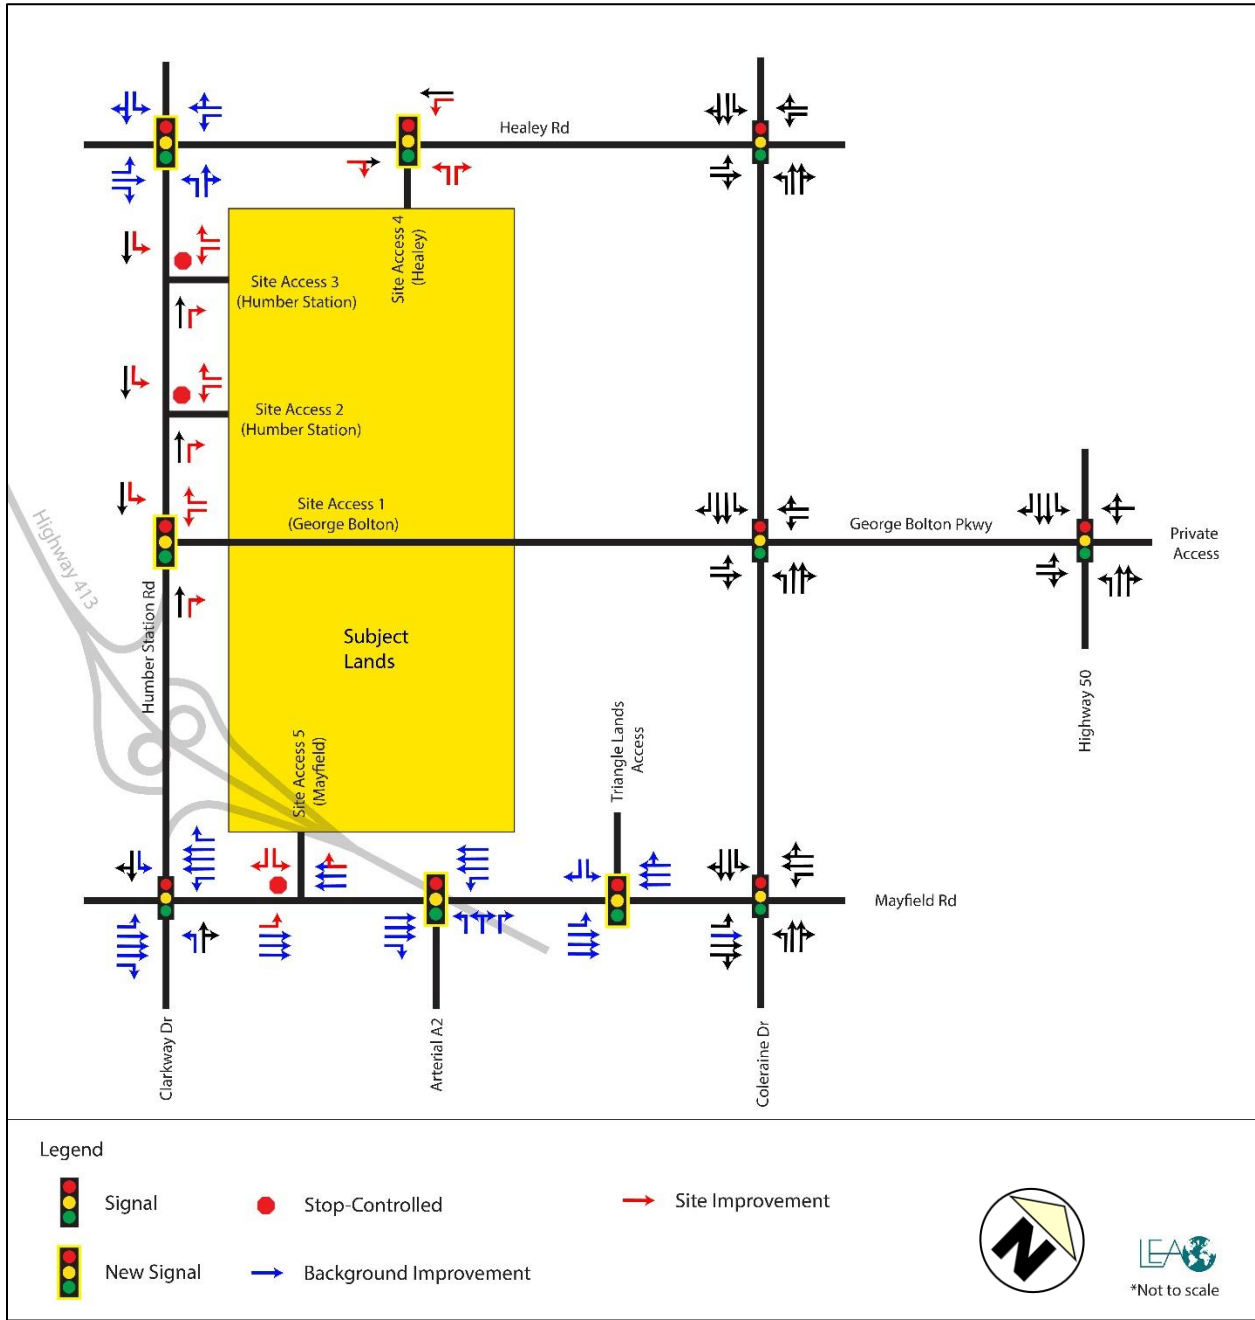 Healey Rd
Site Access 4
(Healey)
Site Access 3
(Humber Station)
Site Access 2
(Humber Station)
Site Access 1
(George Bolton)
George Bolton Pkwy
Private
Access
Highway 413
Humber Station Rd
Subject
Lands
Highway 50
Site Access 5
(Mayfield)
Triangle Lands
Access
Mayfield Rd
Clarkway Dr
Arterial A2
Coleraine Dr
Legend
Signal
Stop-Controlled
Site Improvement
New Signal
Background Improvement
N
LEA
*Not to scale